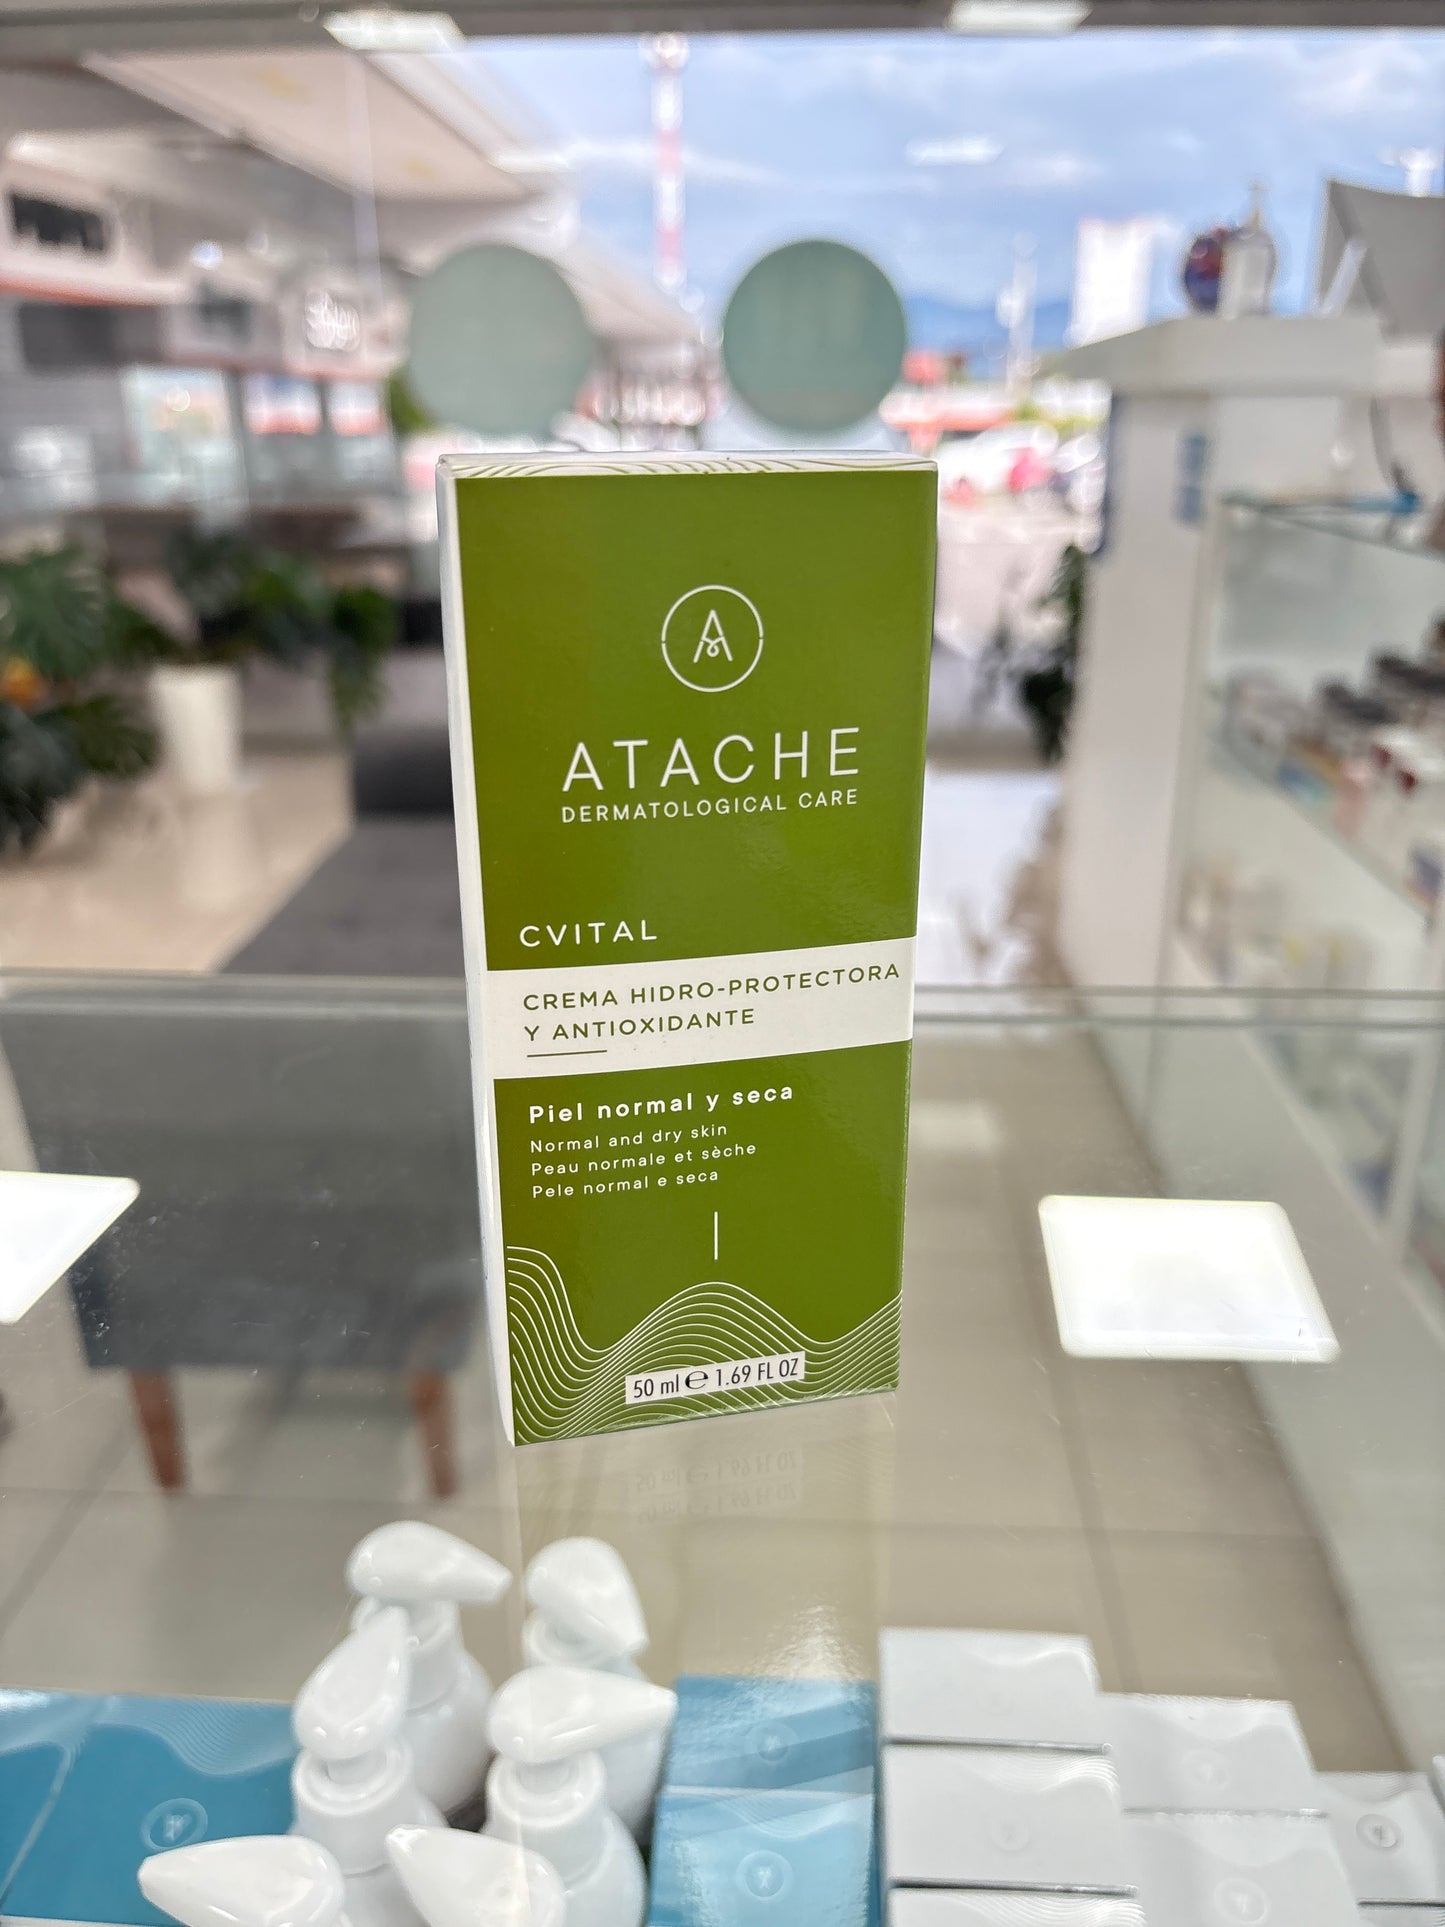 ATACHE
DERMATOLOGICAL CARE
CVITAL
CREMA HIDRO-PROTECTORA
Y ANTIOXIDANTE
Piel normal y seca
Normal and dry skin
Peau normale et sèche
Pele normal e seca
50 ml ℮ 1.69 FL OZ